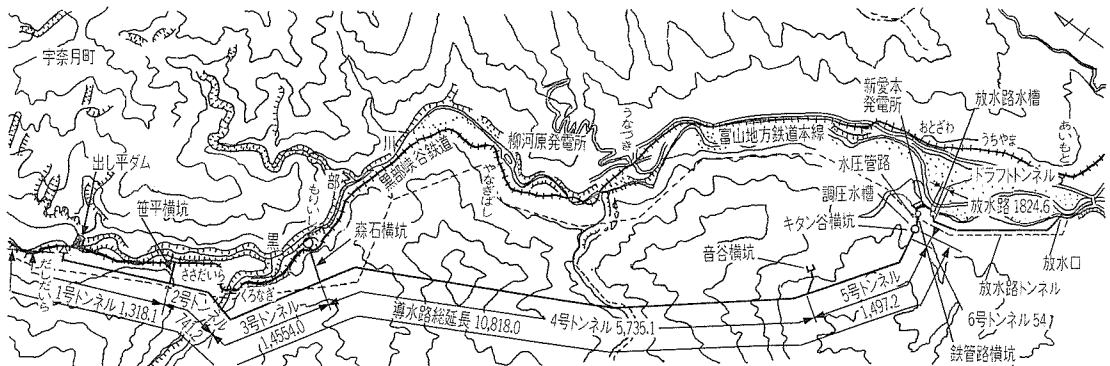 宇奈月町
出し平ダム
笹平横坑
部
黒
川
もりいし
森石横坑
黒部峡谷鉄道
柳河原発電所
やなぎばし
うなづき
富山地方鉄道本線
新愛本
発電所
放水路水槽
おとざわ
うちやま
あいもと
ドラフトトンネル
水圧管路
調圧水槽
放水路 1824.6
キタン谷横坑
音谷横坑
放水口
放水路トンネル
6号トンネル 54
鉄管路横坑
だしだいら
ささだいら
くろなぎ
1号トンネル 1,318.1
2号トンネル
741.2
3号トンネル
1,4554.0
導水路総延長 10,818.0
4号トンネル 5,735.1
5号トンネル
1,497.2